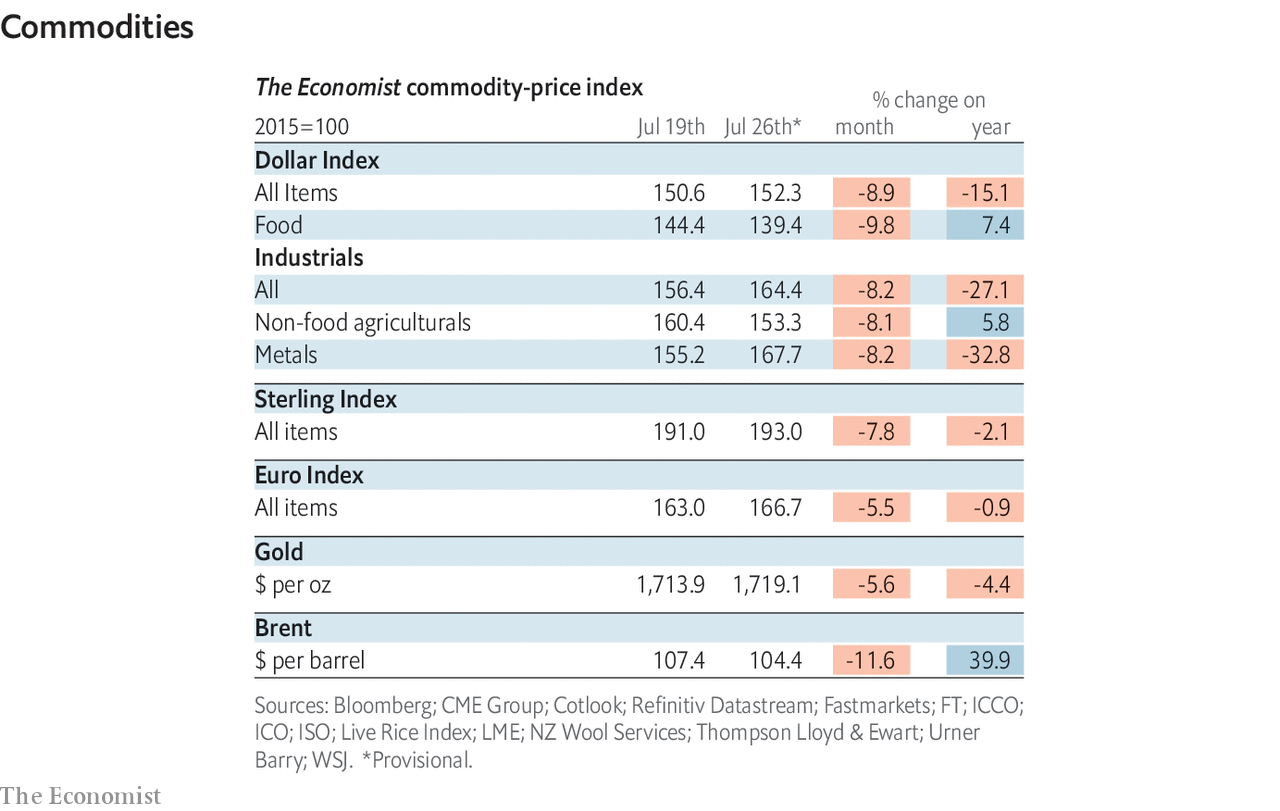 Commodities
The Economist commodity-price index
% change on
2015=100 Jul 19th Jul 26th* month year
Dollar Index
All Items 150.6 152.3 -8.9 -15.1
Food 144.4 139.4 -9.8 7.4
Industrials
All 156.4 164.4 -8.2 -27.1
Non-food agriculturals 160.4 153.3 -8.1 5.8
Metals 155.2 167.7 -8.2 -32.8
Sterling Index
All items 191.0 193.0 -7.8 -2.1
Euro Index
All items 163.0 166.7 -5.5 -0.9
Gold
$ per oz 1,713.9 1,719.1 -5.6 -4.4
Brent
$ per barrel 107.4 104.4 -11.6 39.9
Sources: Bloomberg; CME Group; Cotlook; Refinitiv Datastream; Fastmarkets; FT; ICCO;
ICO; ISO; Live Rice Index; LME; NZ Wool Services; Thompson Lloyd & Ewart; Urner
Barry; WSJ. *Provisional.
The Economist